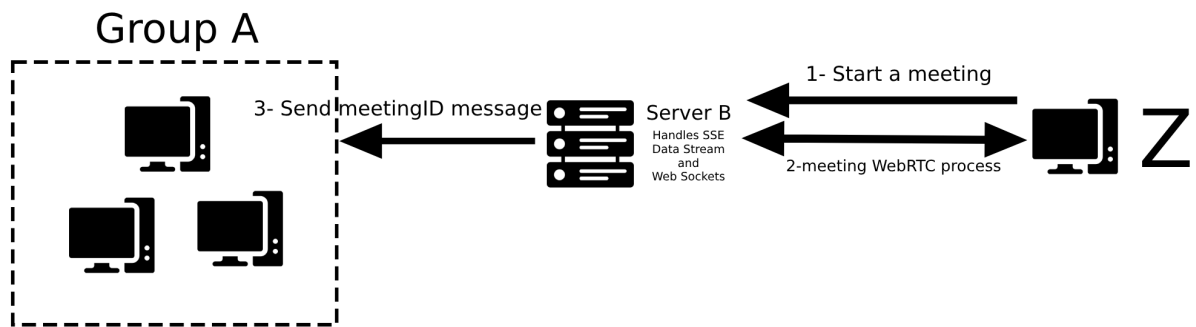 Group A
3- Send meetingID message
Server B
Handles SSE
Data Stream
and
Web Sockets
1- Start a meeting
2-meeting WebRTC process
Z